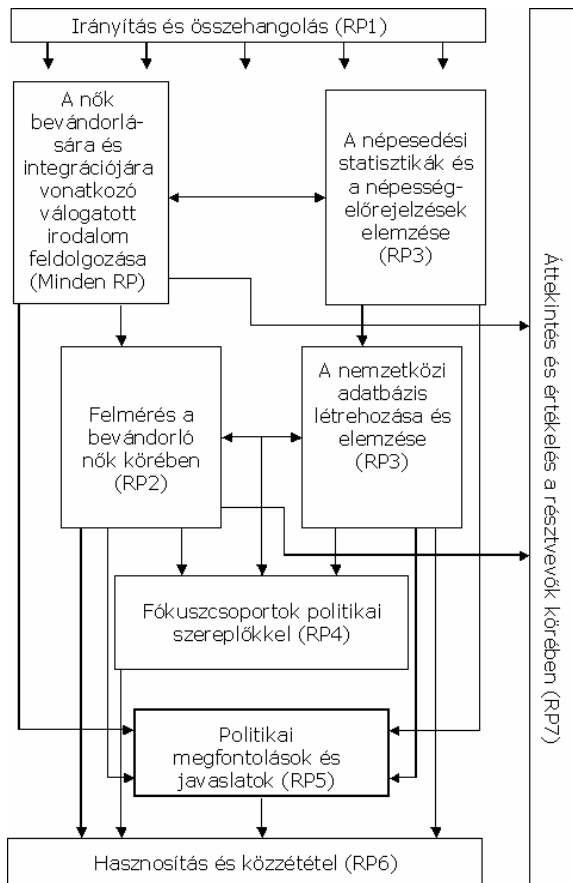 Irányítás és összehangolás (RP1)
A nők
bevándorlá-
sára és
integrációjára
vonatkozó
válogatott
irodalom
feldolgozása
(Minden RP)
A népesedési
statisztikák és
a népesség-
előrejelzések
elemzése
(RP3)
Felmérés a
bevándorló
nők körében
(RP2)
A nemzetközi
adatbázis
létrehozása és
elemzése
(RP3)
Fókuszcsoportok politikai
szereplőkkel (RP4)
Politikai
megfontolások és
javaslatok (RP5)
Hasznosítás és közzététel (RP6)
Áttekintés és értékelés a résztvevők körében (RP7)